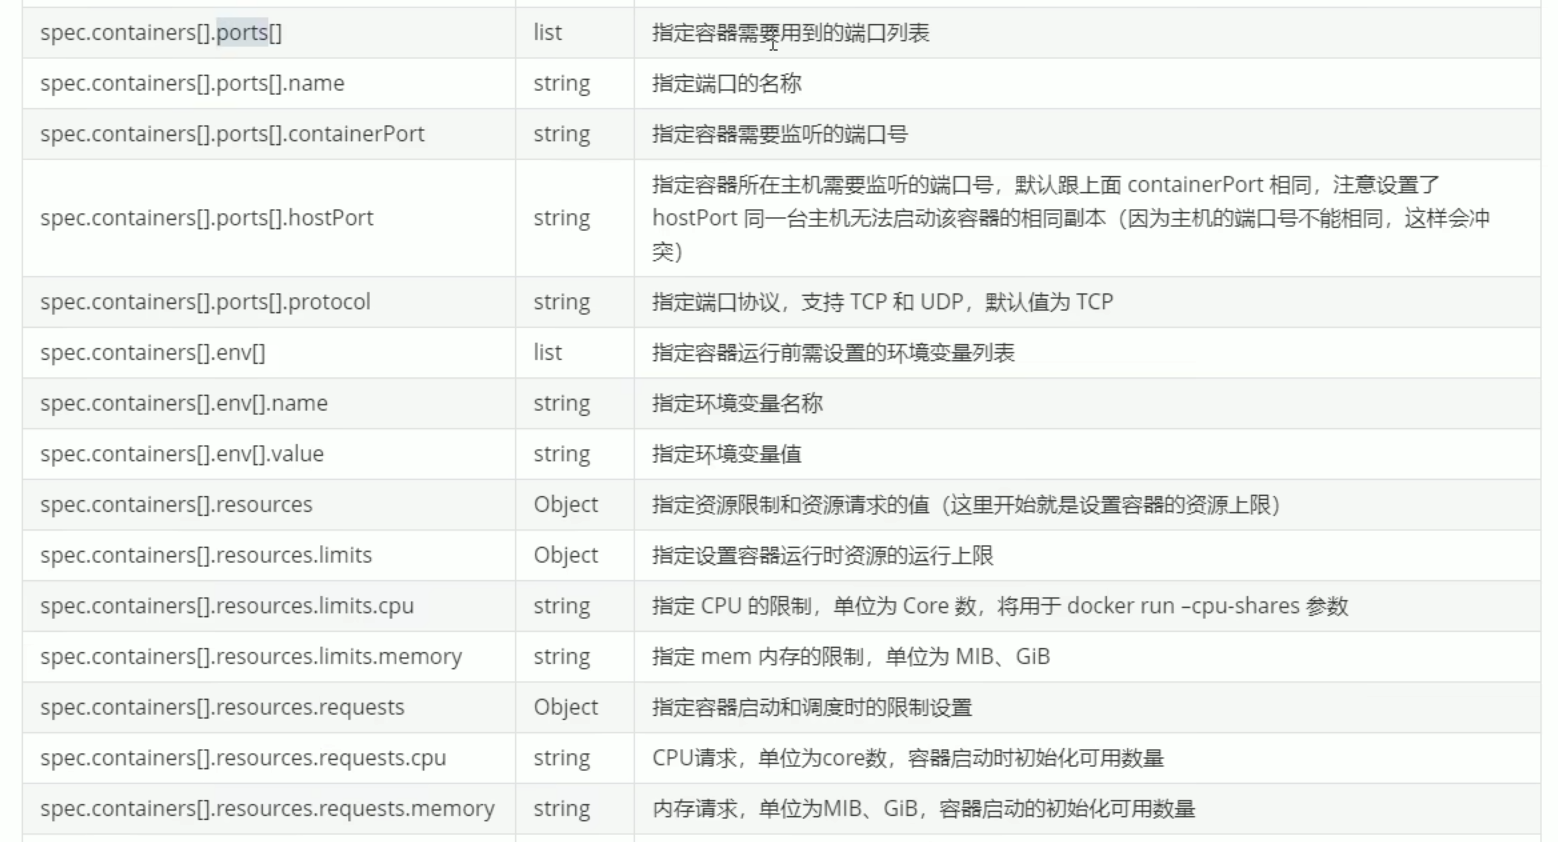 spec.containers[].ports[] list 指定容器需要用到的端口列表
spec.containers[].ports[].name string 指定端口的名称
spec.containers[].ports[].containerPort string 指定容器需要监听的端口号
spec.containers[].ports[].hostPort string 指定容器所在主机需要监听的端口号，默认跟上面 containerPort 相同，注意设置了
hostPort 同一台主机无法启动该容器的相同副本（因为主机的端口号不能相同，这样会冲
突）
spec.containers[].ports[].protocol string 指定端口协议，支持 TCP 和 UDP，默认值为 TCP
spec.containers[].env[] list 指定容器运行前需设置的环境变量列表
spec.containers[].env[].name string 指定环境变量名称
spec.containers[].env[].value string 指定环境变量值
spec.containers[].resources Object 指定资源限制和资源请求的值（这里开始就是设置容器的资源上限）
spec.containers[].resources.limits Object 指定设置容器运行时资源的运行上限
spec.containers[].resources.limits.cpu string 指定 CPU 的限制，单位为 Core 数，将用于 docker run –cpu-shares 参数
spec.containers[].resources.limits.memory string 指定 mem 内存的限制，单位为 MIB、GiB
spec.containers[].resources.requests Object 指定容器启动和调度时的限制设置
spec.containers[].resources.requests.cpu string CPU请求，单位为core数，容器启动时初始化可用数量
spec.containers[].resources.requests.memory string 内存请求，单位为MIB、GiB，容器启动的初始化可用数量